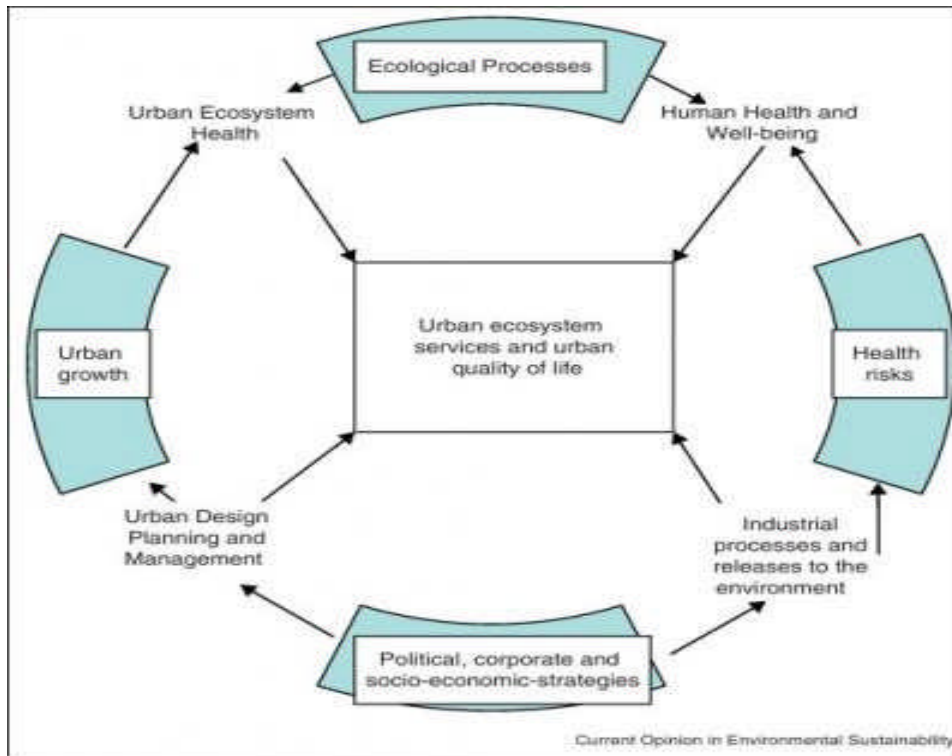 Ecological Processes
Urban Ecosystem
Health
Human Health and
Well-being
Urban ecosystem
services and urban
quality of life
Urban
growth
Health
risks
Urban Design
Planning and
Management
Industrial
processes and
releases to the
environment
Political, corporate and
socio-economic-strategies
Current Opinion in Environmental Sustainability